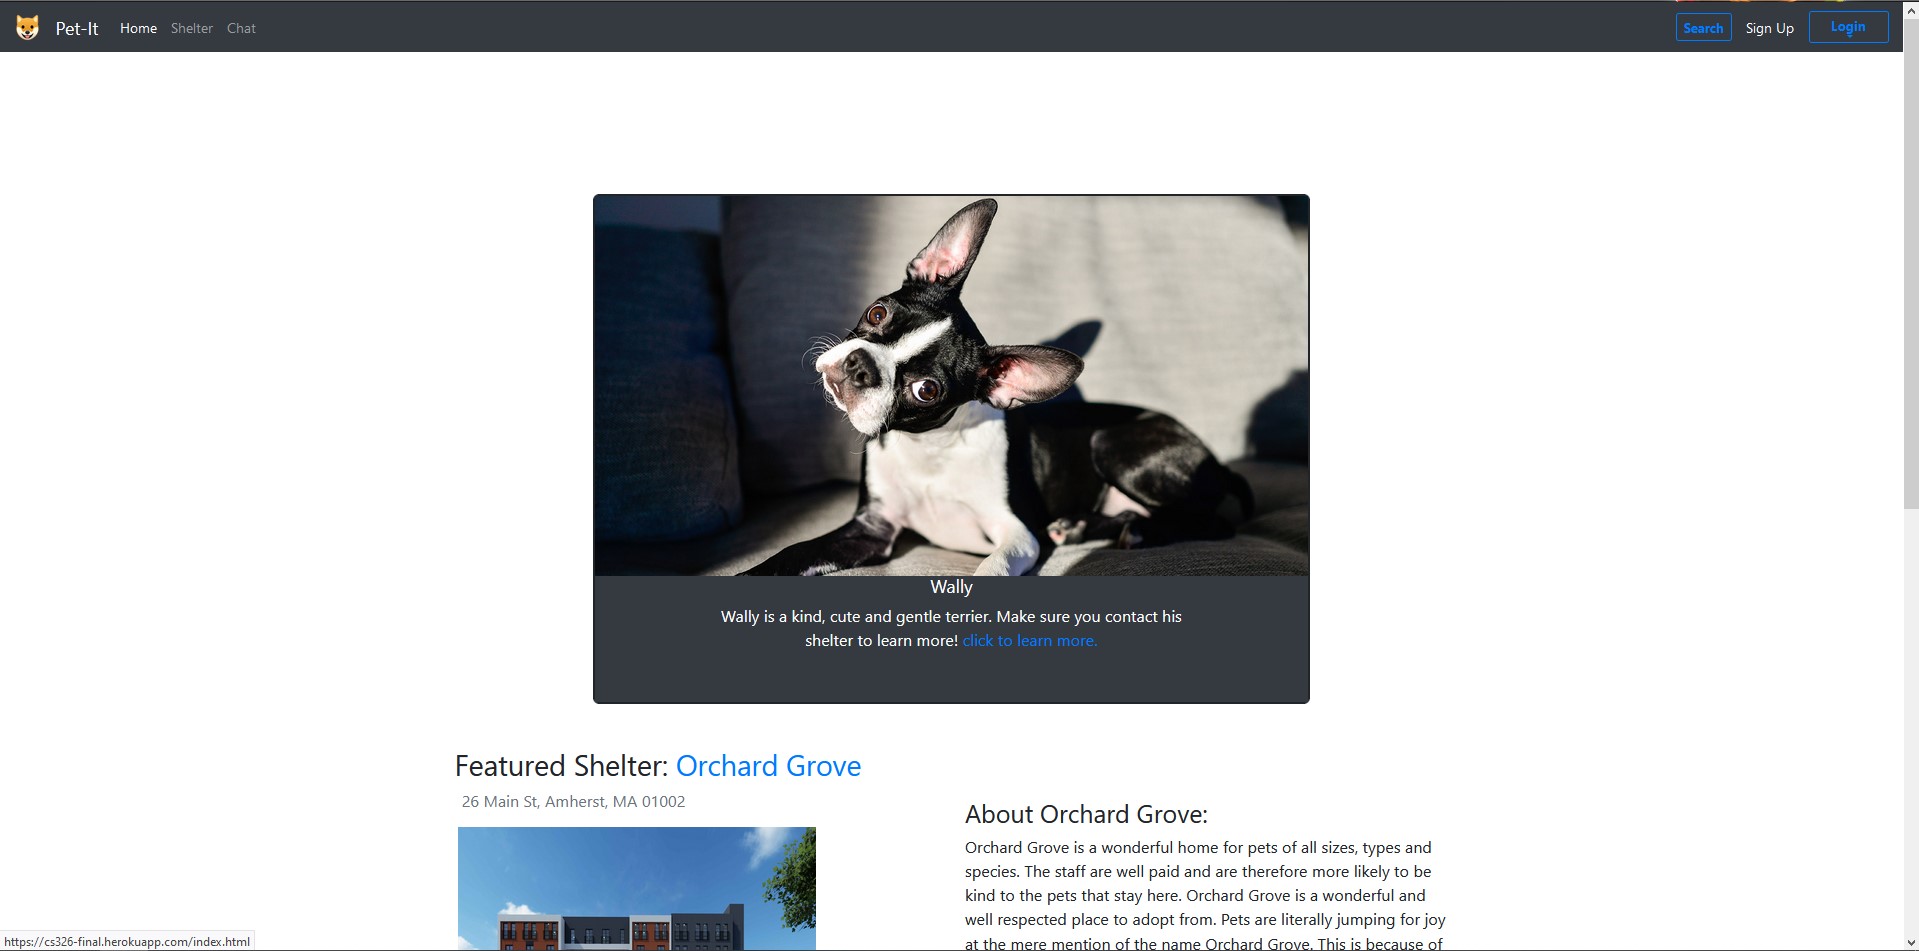 Pet-It Home Shelter Chat Search Sign Up Login
Wally
Wally is a kind, cute and gentle terrier. Make sure you contact his
shelter to learn more! click to learn more.
Featured Shelter: Orchard Grove
26 Main St, Amherst, MA 01002
About Orchard Grove:
Orchard Grove is a wonderful home for pets of all sizes, types and
species. The staff are well paid and are therefore more likely to be
kind to the pets that stay here. Orchard Grove is a wonderful and
well respected place to adopt from. Pets are literally jumping for joy
at the mere mention of the name Orchard Grove. This is because of
https://cs326-final.herokuapp.com/index.html